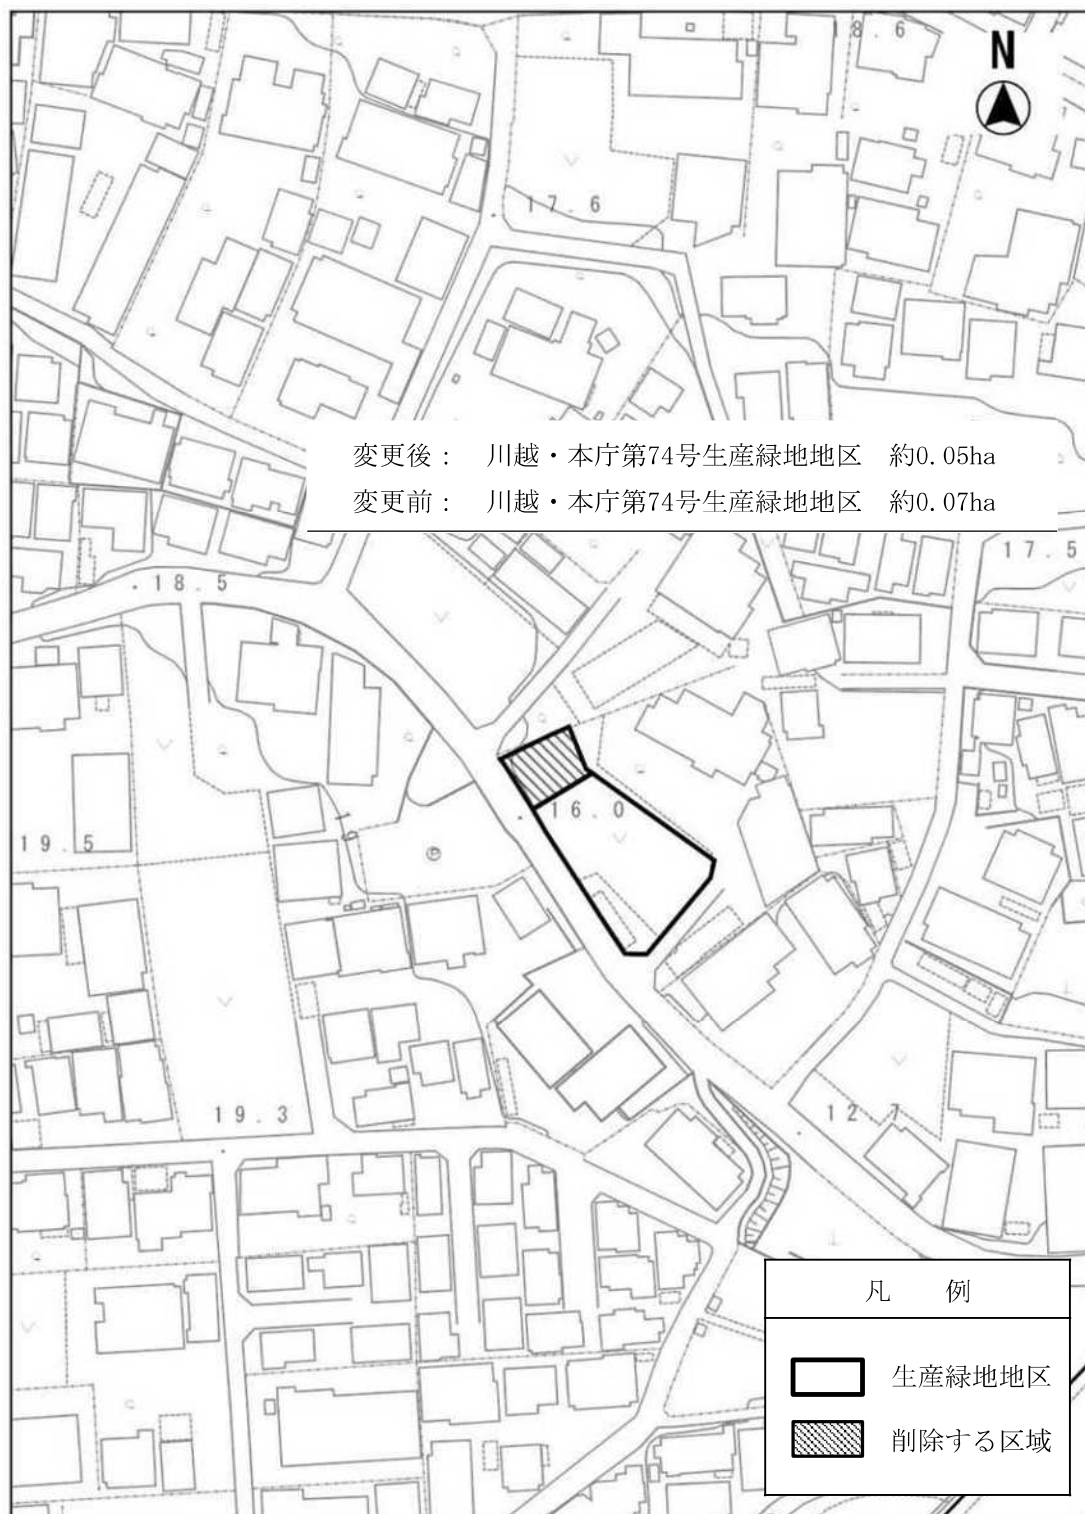 18.6
N
17.6
変更後： 川越・本庁第74号生産緑地地区 約0.05ha
変更前： 川越・本庁第74号生産緑地地区 約0.07ha
17.5
18.5
16.0
19.5
19.3
12.7
凡 例
生産緑地地区
削除する区域